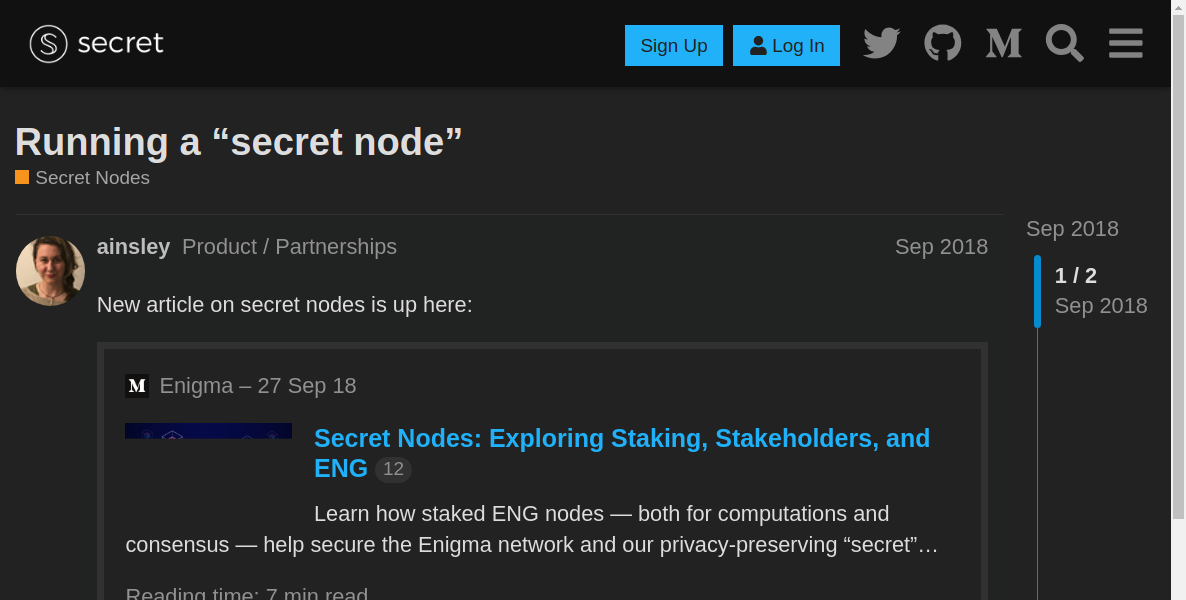 secret
Sign Up
Log In
Running a “secret node”
Secret Nodes
ainsley Product / Partnerships Sep 2018
New article on secret nodes is up here:
Enigma – 27 Sep 18
Secret Nodes: Exploring Staking, Stakeholders, and
ENG 12
Learn how staked ENG nodes — both for computations and
consensus — help secure the Enigma network and our privacy-preserving “secret”…
Reading time: 7 min read
Sep 2018
1 / 2
Sep 2018